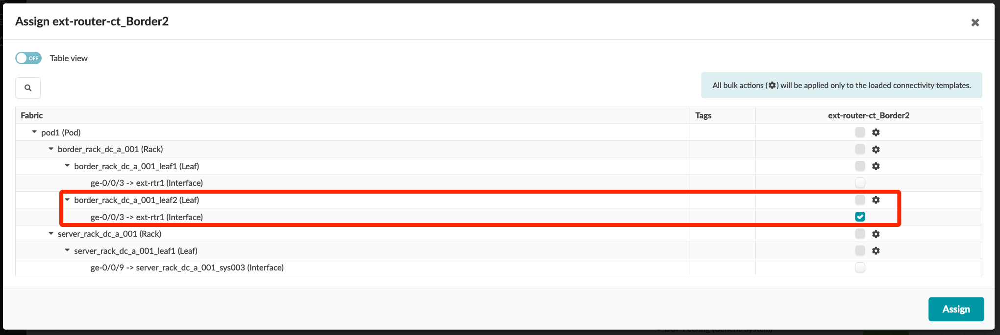 Assign ext-router-ct_Border2
OFF Table view
All bulk actions ( ) will be applied only to the loaded connectivity templates.
Fabric Tags ext-router-ct_Border2
pod1 (Pod)
border_rack_dc_a_001 (Rack)
border_rack_dc_a_001_leaf1 (Leaf)
ge-0/0/3 -> ext-rtr1 (Interface)
border_rack_dc_a_001_leaf2 (Leaf)
ge-0/0/3 -> ext-rtr1 (Interface)
server_rack_dc_a_001 (Rack)
server_rack_dc_a_001_leaf1 (Leaf)
ge-0/0/9 -> server_rack_dc_a_001_sys003 (Interface)
Assign